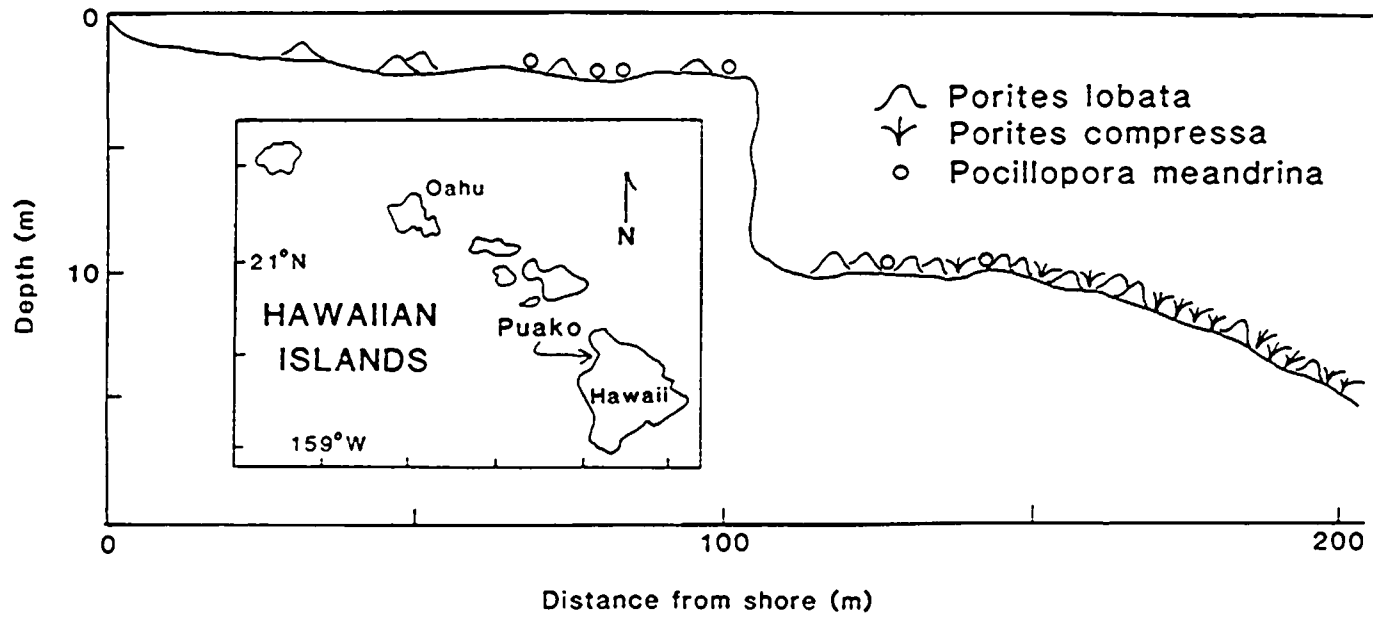 0
10
Depth (m)
Porites lobata
Porites compressa
Pocillopora meandrina
Oahu
N
21°N
HAWAIIAN
ISLANDS
Puako
Hawaii
159°W
0
100
200
Distance from shore (m)